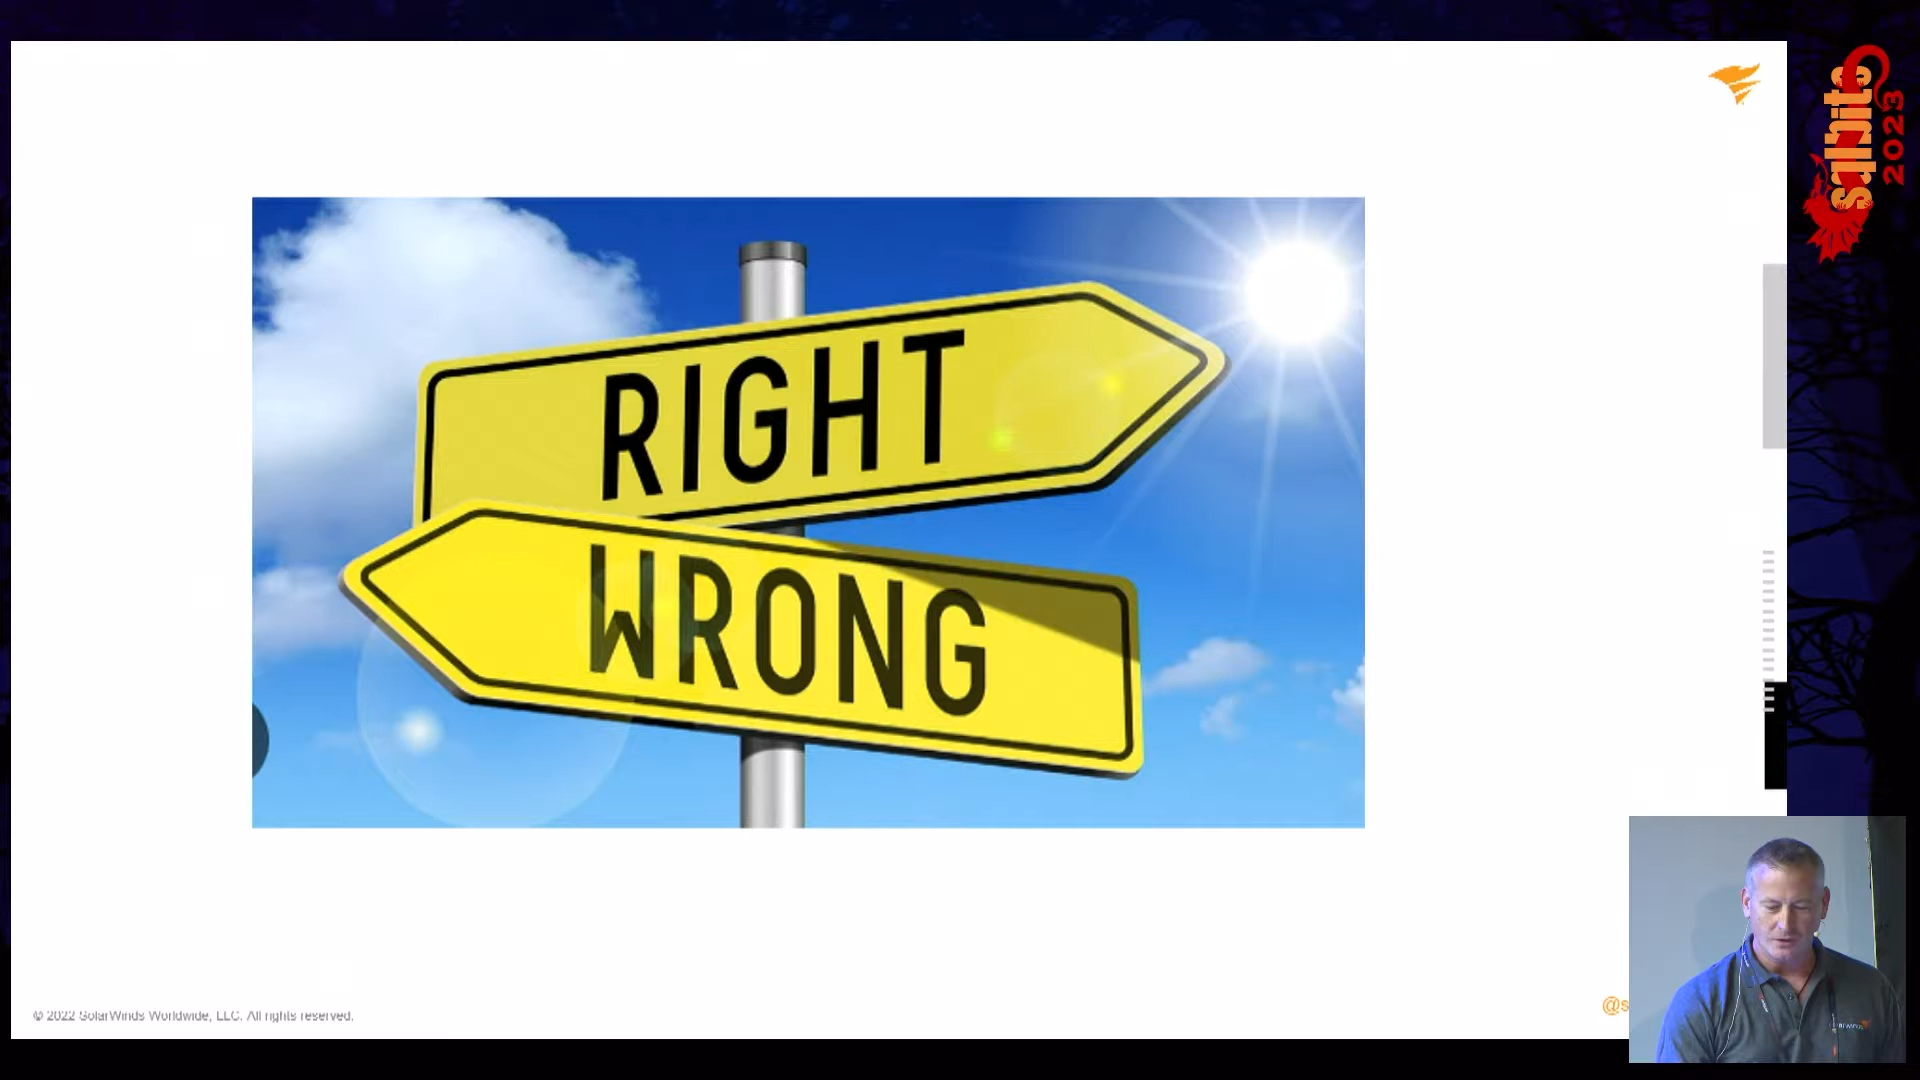 sqlbits
2023
RIGHT
WRONG
© 2022 SolarWinds Worldwide, LLC. All rights reserved.
@s